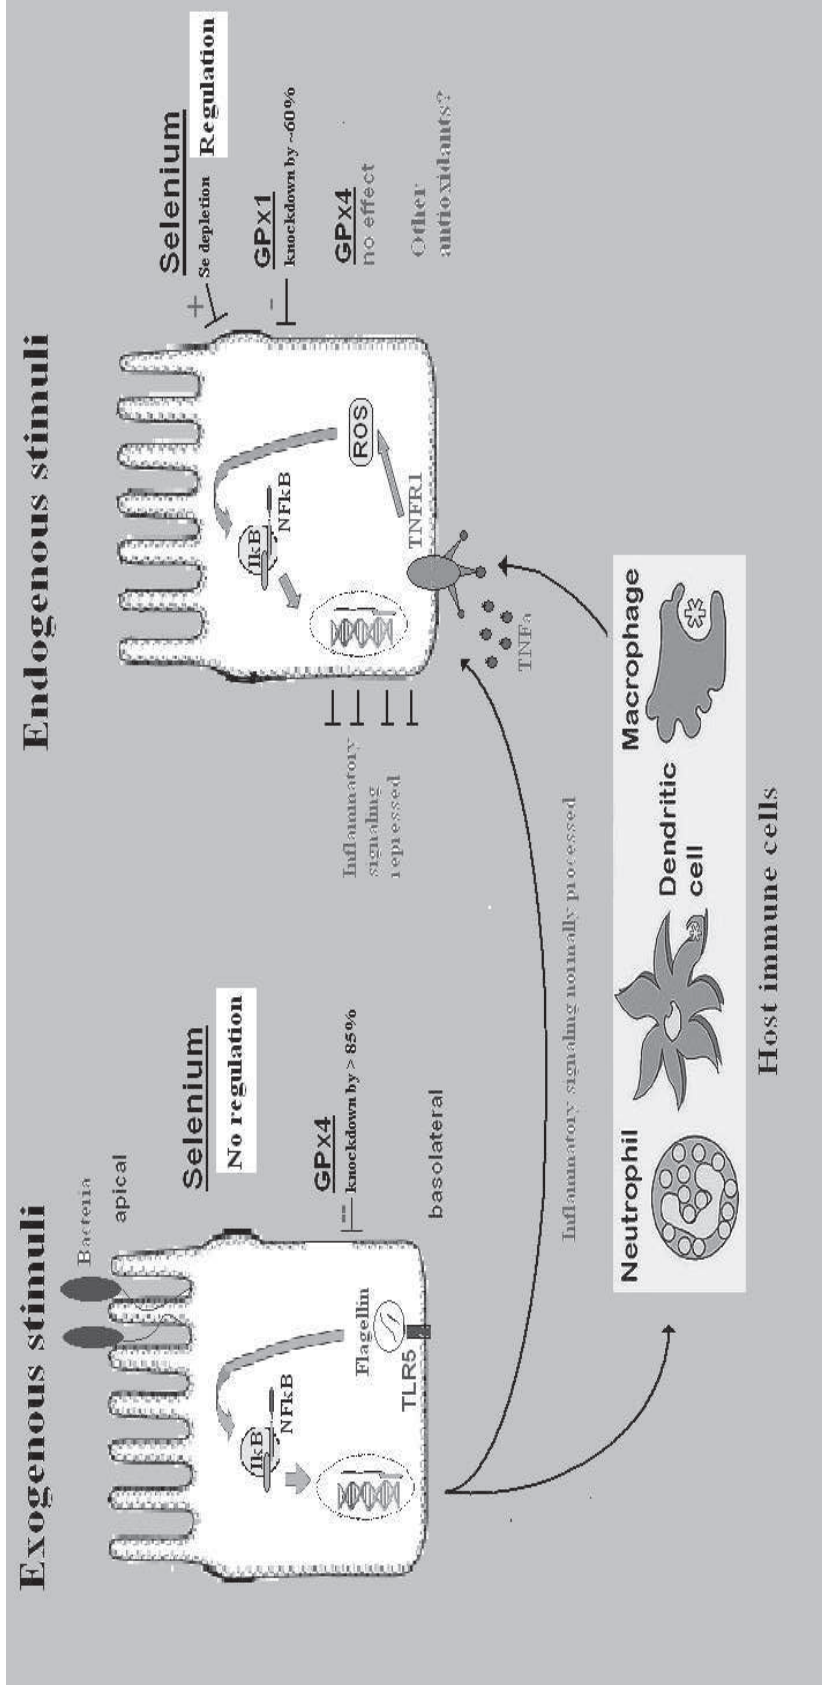 Exogenous stimuli
Bacteria
apical
Selenium
No regulation
GPx4
-- knockdown by > 85%
basolateral
IkB
NFkB
Flagellin
TLR5
Endogenous stimuli
Selenium
+ Se depletion Regulation
GPx1
- knockdown by ~60%
GPx4
no effect
Other
antioxidants?
IkB
NFkB
ROS
TNFR1
TNFa
Inflammatory
signaling
repressed
Inflammatory signaling normally processed
Neutrophil
Dendritic
cell
Macrophage
Host immune cells